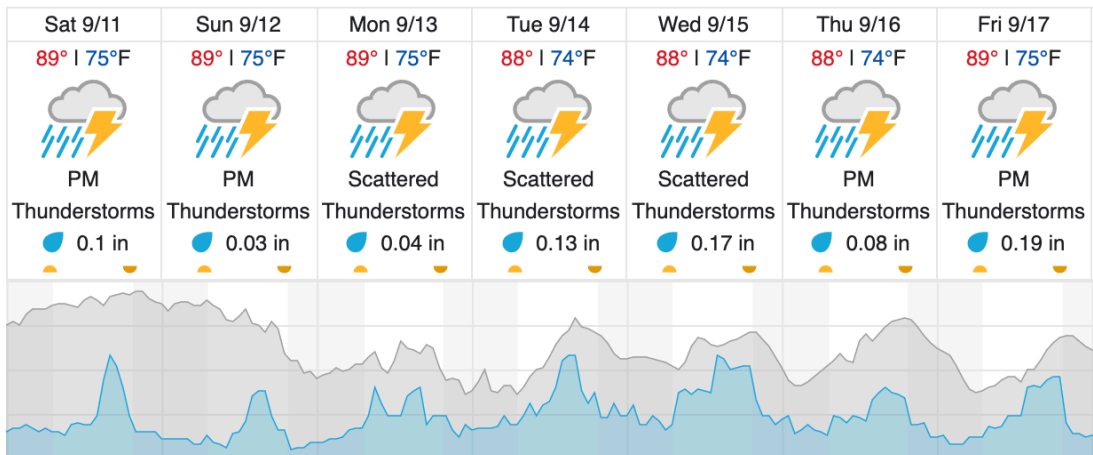 Sat 9/11 Sun 9/12 Mon 9/13 Tue 9/14 Wed 9/15 Thu 9/16 Fri 9/17
89° | 75°F 89° | 75°F 89° | 75°F 88° | 74°F 88° | 74°F 88° | 74°F 89° | 75°F
PM PM Scattered Scattered Scattered PM PM
Thunderstorms Thunderstorms Thunderstorms Thunderstorms Thunderstorms Thunderstorms Thunderstorms
0.1 in 0.03 in 0.04 in 0.13 in 0.17 in 0.08 in 0.19 in